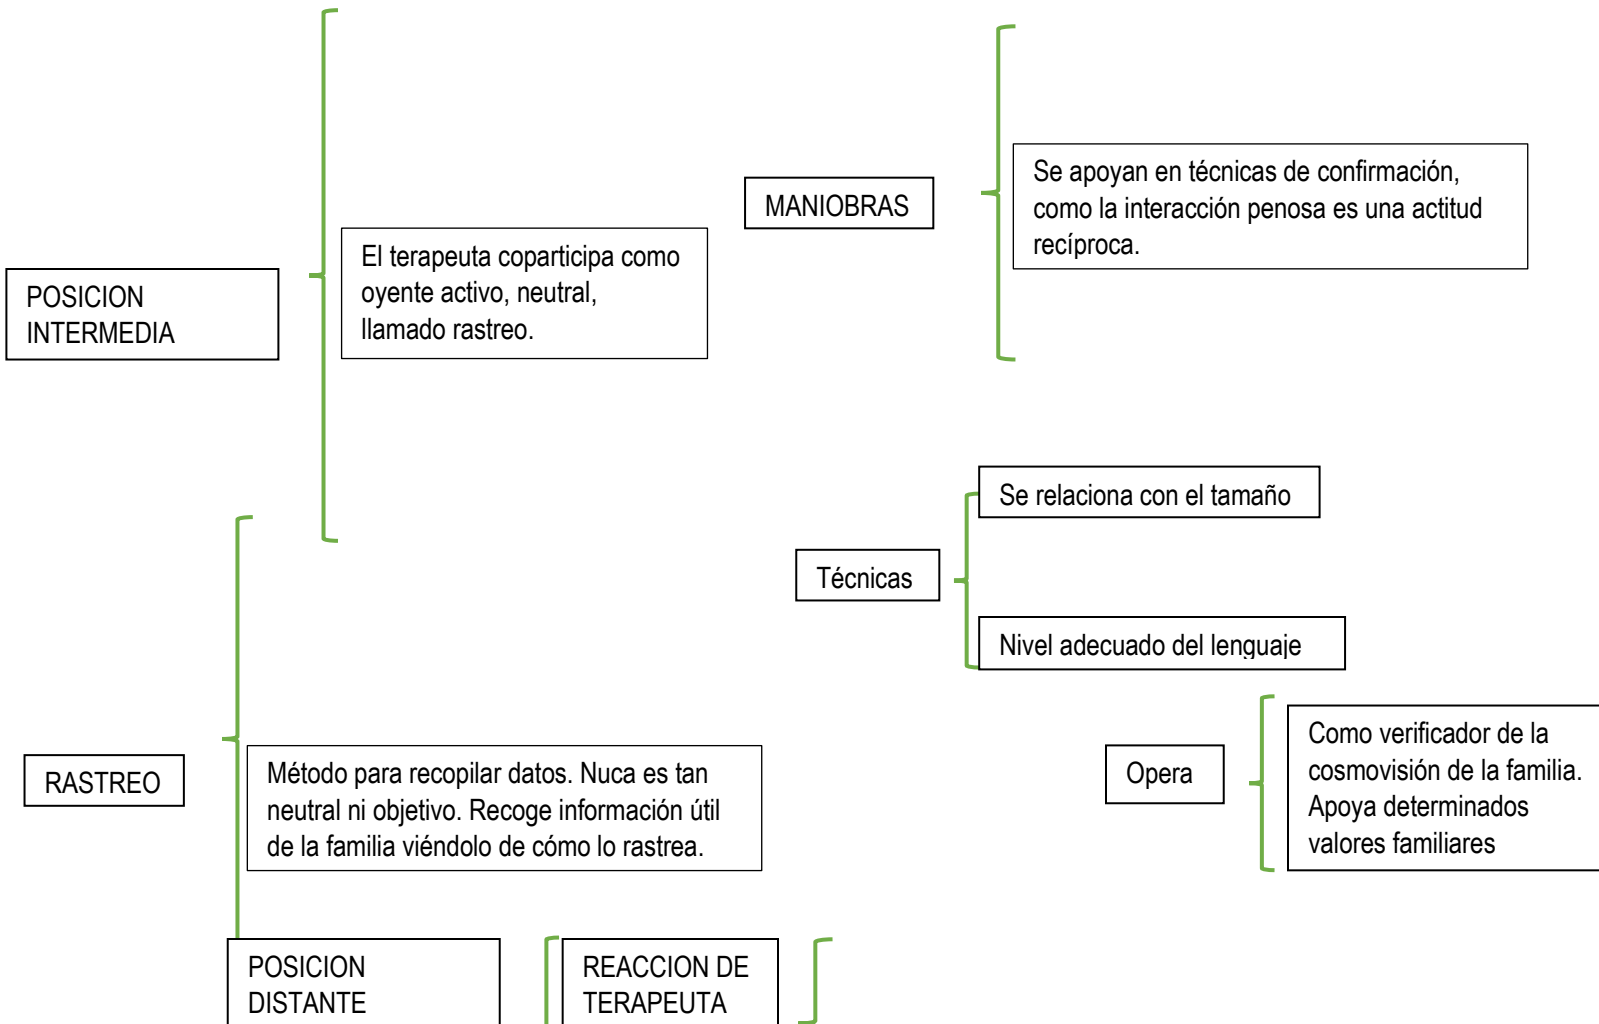 POSICION
INTERMEDIA
El terapeuta coparticipa como
oyente activo, neutral,
llamado rastreo.
MANIOBRAS
Se apoyan en técnicas de confirmación,
como la interacción penosa es una actitud
recíproca.
Técnicas
Se relaciona con el tamaño
Nivel adecuado del lenguaje
RASTREO
Método para recopilar datos. Nuca es tan
neutral ni objetivo. Recoge información útil
de la familia viéndolo de cómo lo rastrea.
Opera
Como verificador de la
cosmovisión de la familia.
Apoya determinados
valores familiares
POSICION
DISTANTE
REACCION DE
TERAPEUTA